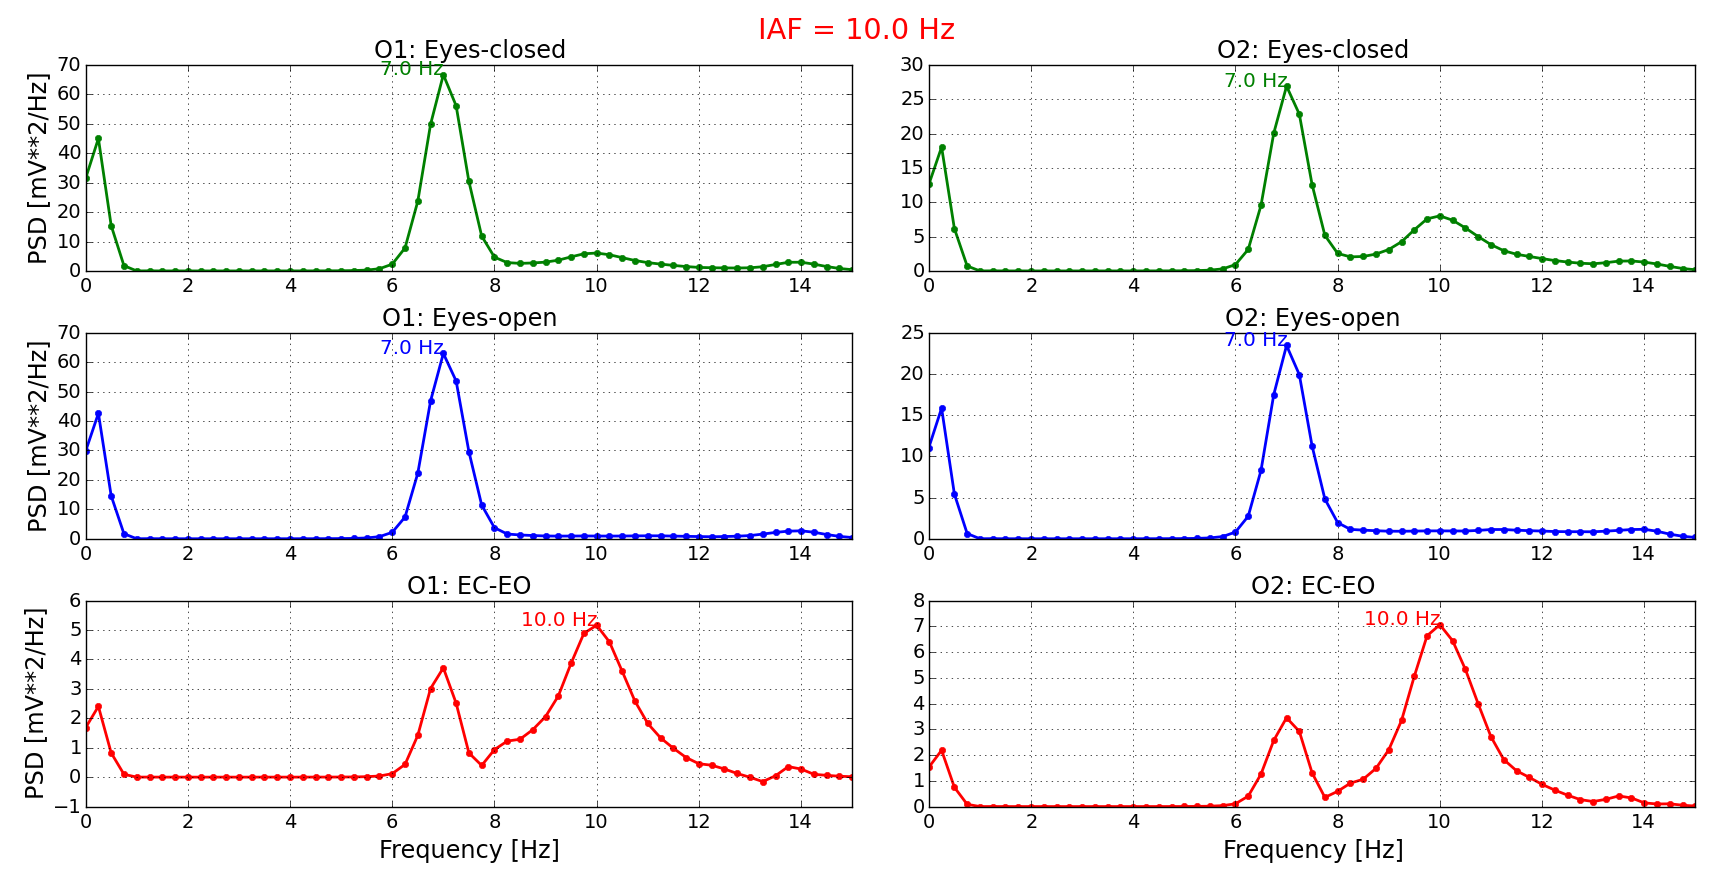 IAF = 10.0 Hz
O1: Eyes-closed
7.0 Hz
PSD [mV**2/Hz]
70
60
50
40
30
20
10
0
0 2 4 6 8 10 12 14
O2: Eyes-closed
7.0 Hz
30
25
20
15
10
5
0
0 2 4 6 8 10 12 14
O1: Eyes-open
7.0 Hz
PSD [mV**2/Hz]
70
60
50
40
30
20
10
0
0 2 4 6 8 10 12 14
O2: Eyes-open
7.0 Hz
25
20
15
10
5
0
0 2 4 6 8 10 12 14
O1: EC-EO
10.0 Hz
PSD [mV**2/Hz]
6
5
4
3
2
1
0
−1
0 2 4 6 8 10 12 14
Frequency [Hz]
O2: EC-EO
10.0 Hz
8
7
6
5
4
3
2
1
0
0 2 4 6 8 10 12 14
Frequency [Hz]